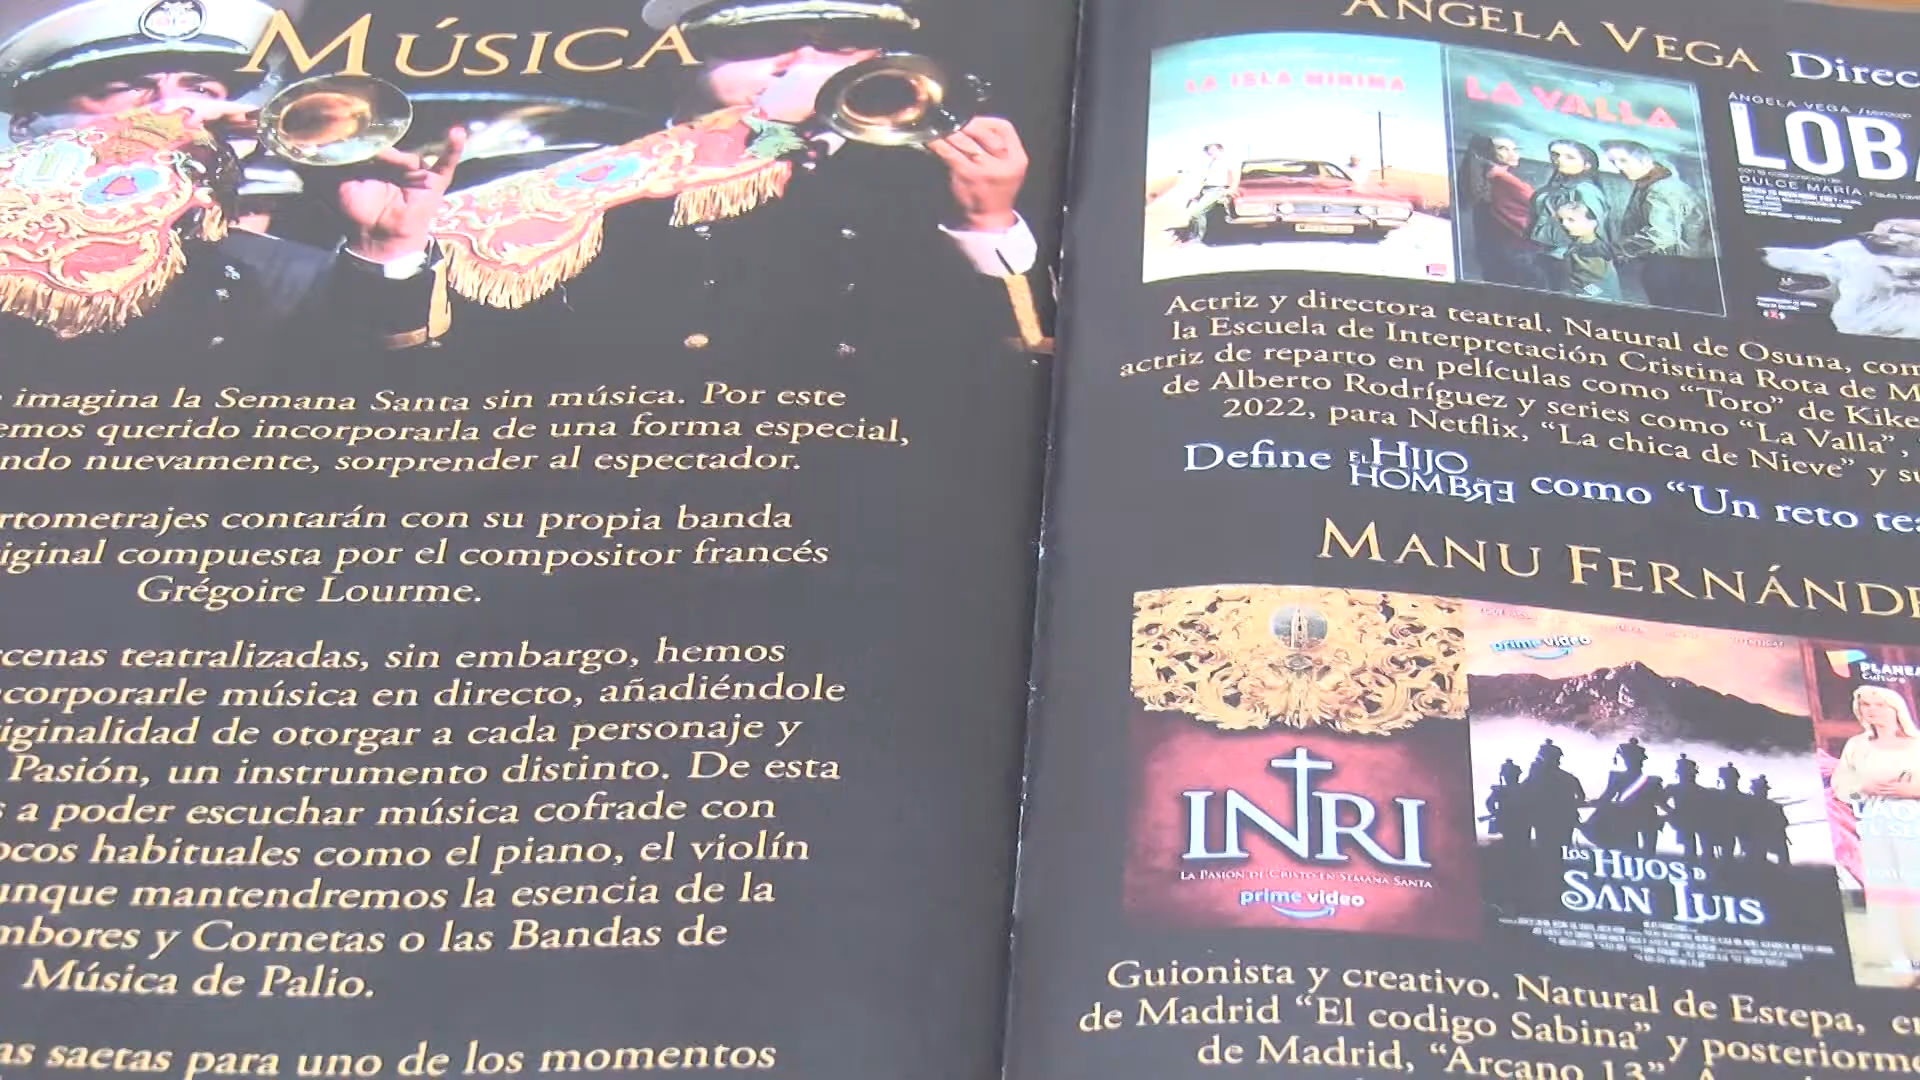 MÚSICA
imagina la Semana Santa sin música. Por este
emos querido incorporarla de una forma especial,
ndo nuevamente, sorprender al espectador.
rtometrajes contarán con su propia banda
iginal compuesta por el compositor francés
Grégoire Lourme.
cenas teatralizadas, sin embargo, hemos
corporarle música en directo, añadiéndole
iginalidad de otorgar a cada personaje y
Pasión, un instrumento distinto. De esta
s a poder escuchar música cofrade con
ocos habituales como el piano, el violín
unque mantendremos la esencia de la
mbores y Cornetas o las Bandas de
Música de Palio.
as saetas para uno de los momentos
ÁNGELA VEGA Direc
LA ISLA MINIMA
LA VALLA
ÁNGELA VEGA /
LOBA
DULCE MARÍA
Actriz y directora teatral. Natural de Osuna, com
la Escuela de Interpretación Cristina Rota de M
actriz de reparto en películas como "Toro" de Kike
de Alberto Rodríguez y series como "La Valla",
2022, para Netflix, "La chica de Nieve" y su
Define EL HIJO HOMBRE como "Un reto tea
MANU FERNÁNDE
INRI
LA PASIÓN DE CRISTO EN SEMANA SANTA
prime video
prime video
LOS HIJOS D
SAN LUIS
PLANEA
Cultura
Guionista y creativo. Natural de Estepa, en
de Madrid "El codigo Sabina" y posteriorme
de Madrid, "Arcano 13".